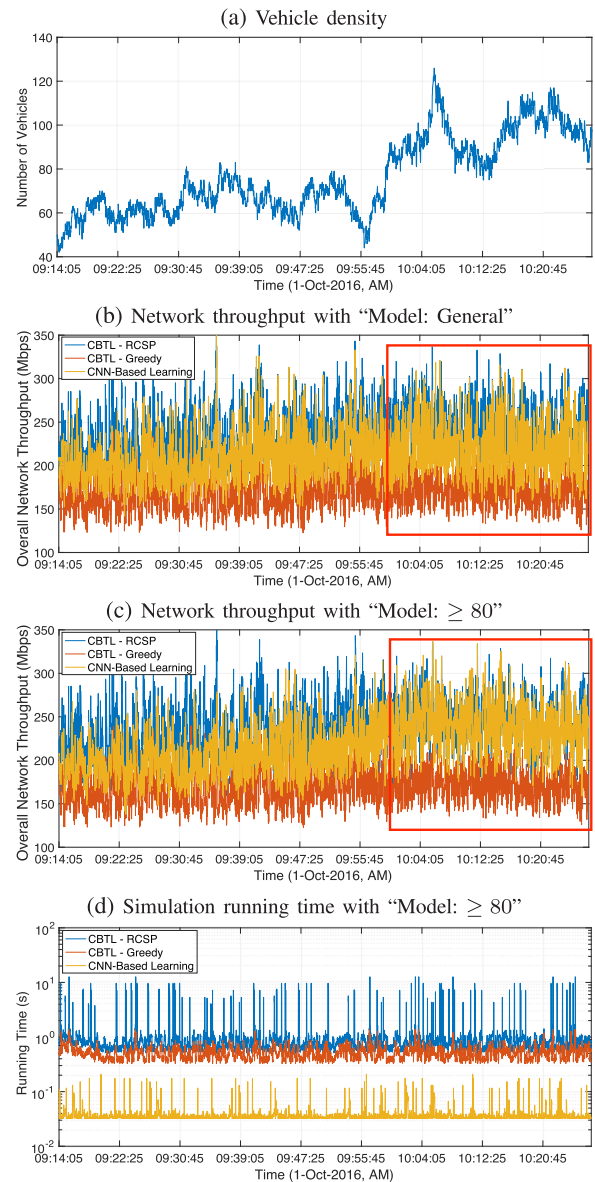 (a) Vehicle density
140
120
100
80
60
40
Number of Vehicles
09:14:05 09:22:25 09:30:45 09:39:05 09:47:25 09:55:45 10:04:05 10:12:25 10:20:45
Time (1-Oct-2016, AM)
(b) Network throughput with “Model: General”
350
300
250
200
150
100
Overall Network Throughput (Mbps)
CBTL - RCSP
CBTL - Greedy
CNN-Based Learning
09:14:05 09:22:25 09:30:45 09:39:05 09:47:25 09:55:45 10:04:05 10:12:25 10:20:45
Time (1-Oct-2016, AM)
(c) Network throughput with “Model: ≥ 80”
350
300
250
200
150
100
Overall Network Throughput (Mbps)
CBTL - RCSP
CBTL - Greedy
CNN-Based Learning
09:14:05 09:22:25 09:30:45 09:39:05 09:47:25 09:55:45 10:04:05 10:12:25 10:20:45
Time (1-Oct-2016, AM)
(d) Simulation running time with “Model: ≥ 80”
10²
10¹
10⁰
10⁻¹
10⁻²
Running Time (s)
CBTL - RCSP
CBTL - Greedy
CNN-Based Learning
09:14:05 09:22:25 09:30:45 09:39:05 09:47:25 09:55:45 10:04:05 10:12:25 10:20:45
Time (1-Oct-2016, AM)